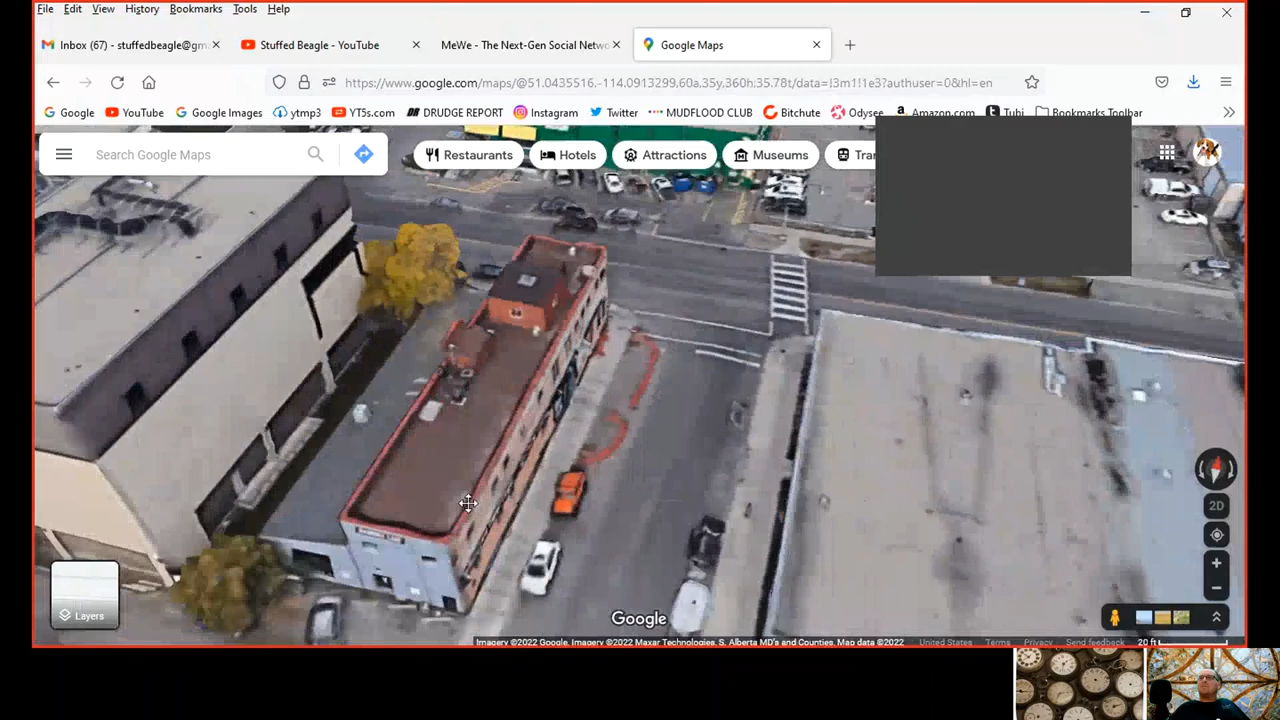 File Edit View History Bookmarks Tools Help
Inbox (67) - stuffedbeagle@gm
Stuffed Beagle - YouTube
MeWe - The Next-Gen Social Netwo
Google Maps
https://www.google.com/maps/@51.0435516,-114.0913299,60a,35y,360h,35.78t/data=!3m1!1e3?authuser=0&hl=en
Google YouTube Google Images ytmp3 YT5s.com DRUDGE REPORT Instagram Twitter MUDFLOOD CLUB Bitchute Odysee Amazon.com Tubi Bookmarks Toolbar
Search Google Maps
Restaurants Hotels Attractions Museums Tra
2D
Layers
Google
Imagery ©2022 Google, Imagery ©2022 Maxar Technologies, S. Alberta MD's and Counties, Map data ©2022 United States Terms Privacy Send feedback 20 ft